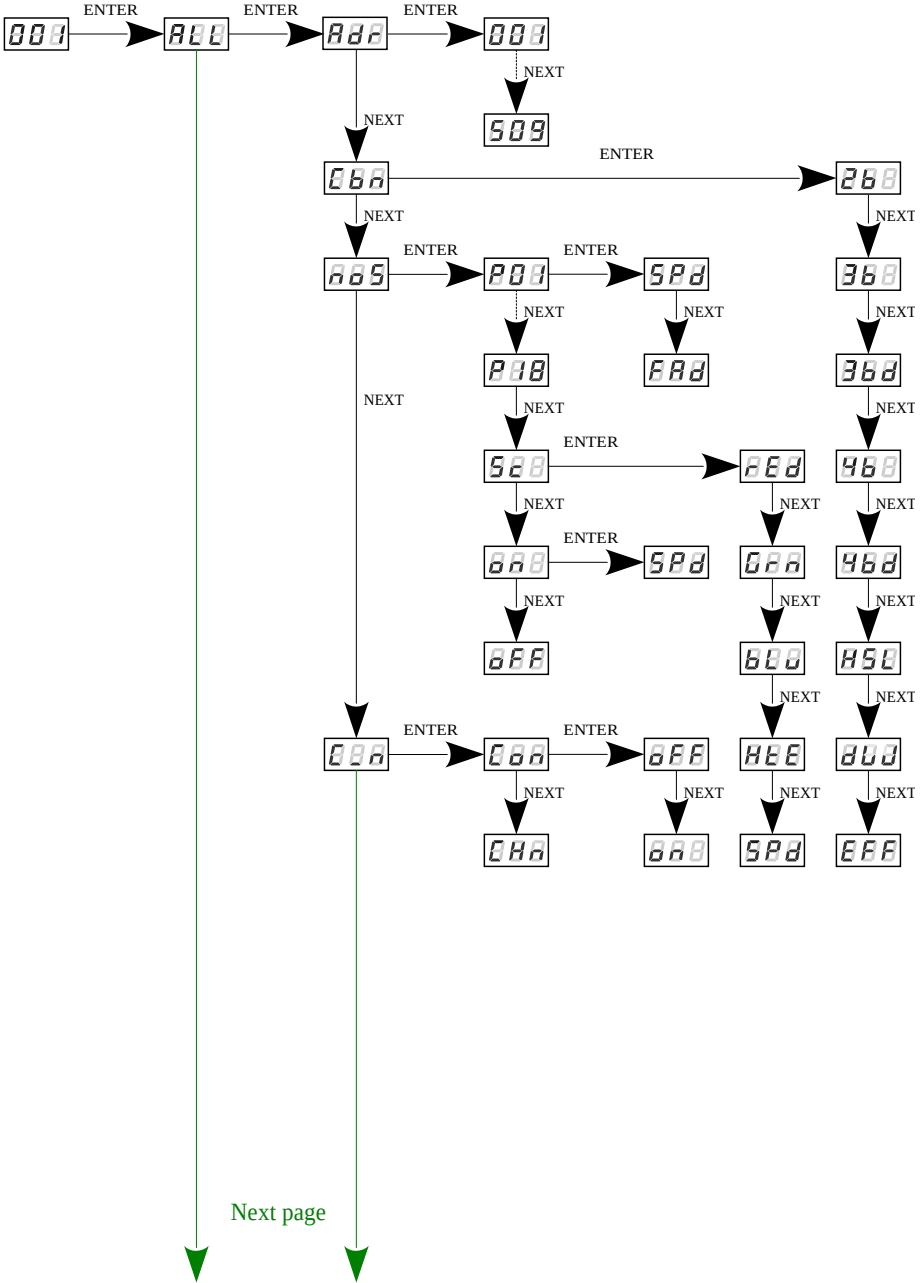 ENTER ENTER ENTER
001 ALL Adr 001
NEXT
NEXT S09
ENTER
Cbn 2b
NEXT NEXT
ENTER ENTER
noS P01 SPd 3b
NEXT NEXT NEXT
P18 FAd 3bd
NEXT NEXT NEXT
ENTER
Sc rEd 4b
NEXT NEXT NEXT
ENTER
on SPd Grn 4bd
NEXT NEXT NEXT
oFF bLu HSL
NEXT NEXT
ENTER ENTER
C_n Con oFF HtE dLU
NEXT NEXT NEXT NEXT
CHn on SPd EFF
Next page